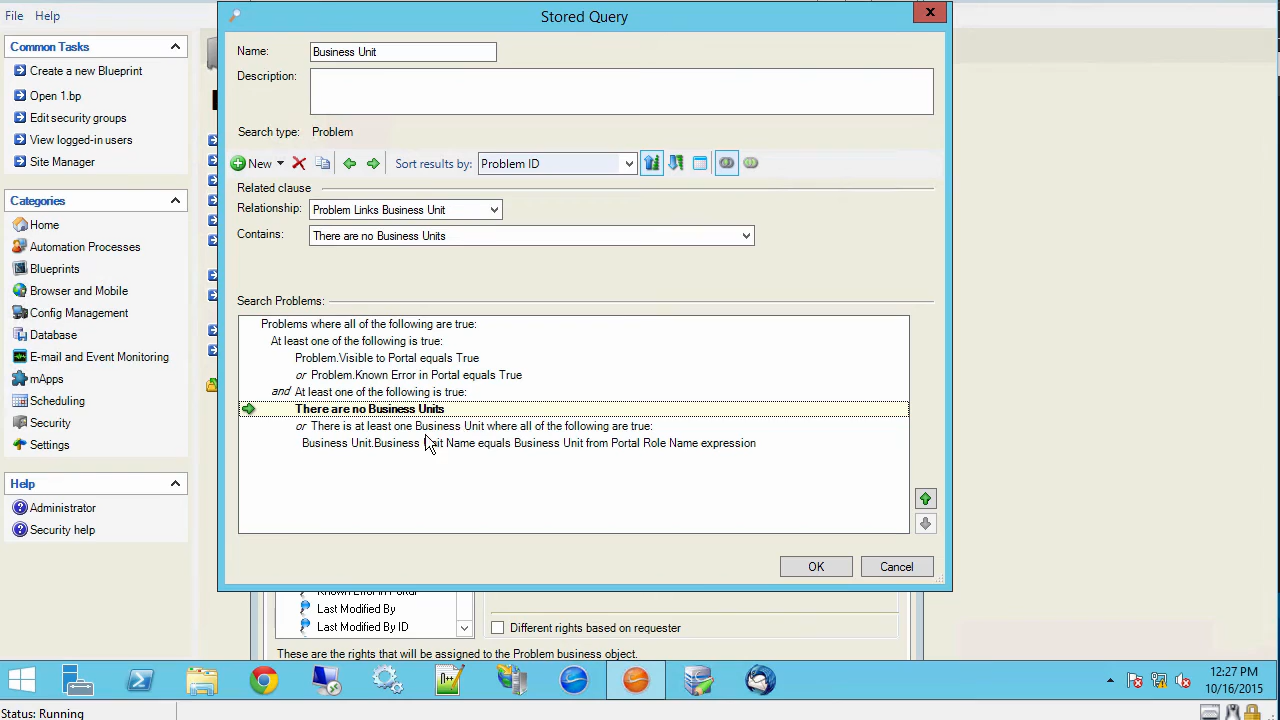 File Help
Stored Query
Common Tasks
Create a new Blueprint
Open 1.bp
Edit security groups
View logged-in users
Site Manager
Categories
Home
Automation Processes
Blueprints
Browser and Mobile
Config Management
Database
E-mail and Event Monitoring
mApps
Scheduling
Security
Settings
Help
Administrator
Security help
Name: Business Unit
Description:
Search type: Problem
New Sort results by: Problem ID
Related clause
Relationship: Problem Links Business Unit
Contains: There are no Business Units
Search Problems:
Problems where all of the following are true:
At least one of the following is true:
Problem.Visible to Portal equals True
or Problem.Known Error in Portal equals True
and At least one of the following is true:
There are no Business Units
or There is at least one Business Unit where all of the following are true:
Business Unit.Business Unit Name equals Business Unit from Portal Role Name expression
OK Cancel
Known Error in Portal
Last Modified By
Last Modified By ID
Different rights based on requester
These are the rights that will be assigned to the Problem business object.
12:27 PM
10/16/2015
Status: Running